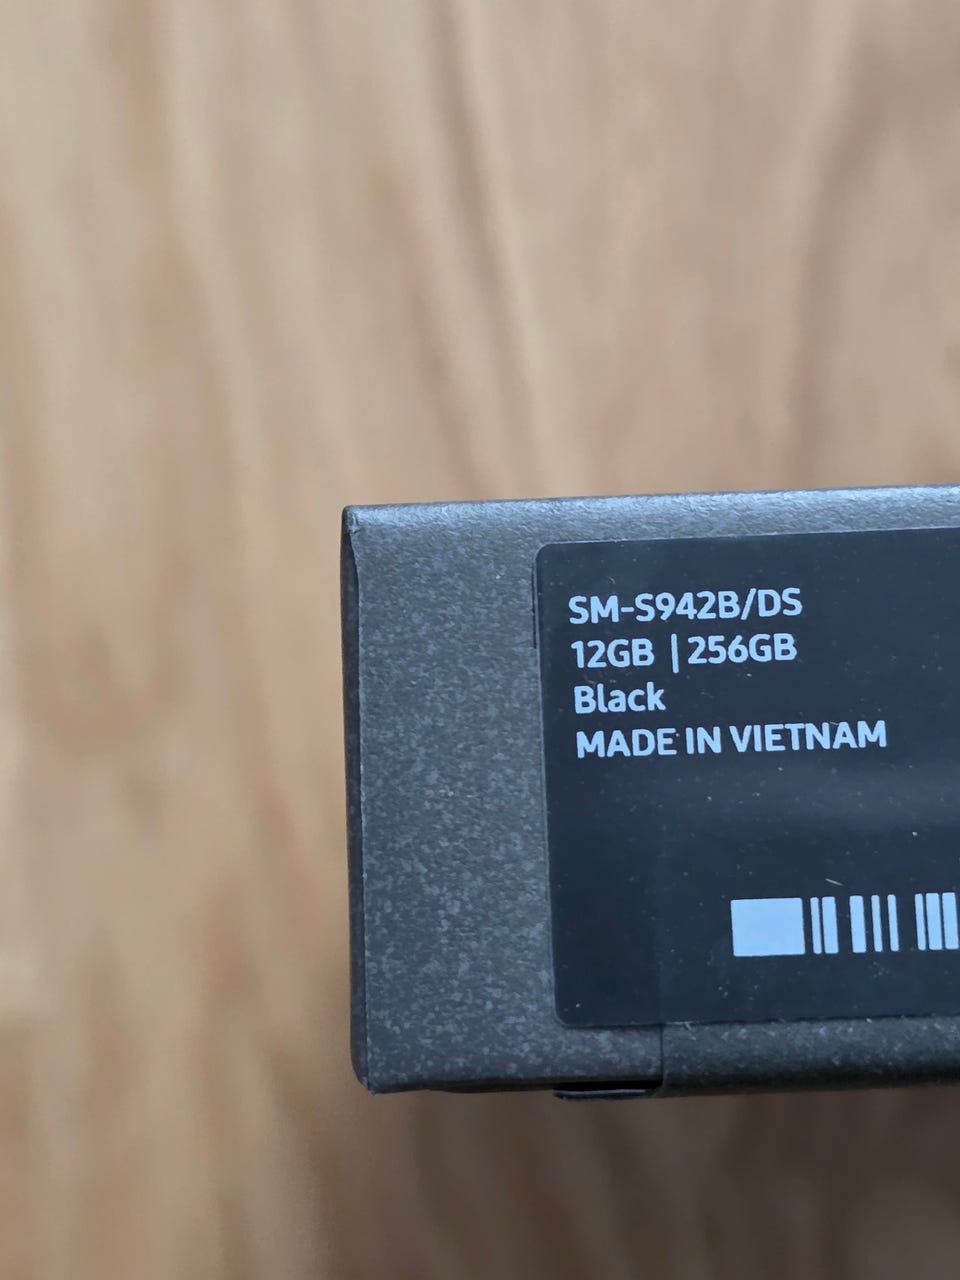 SM-S942B/DS
12GB | 256GB
Black
MADE IN VIETNAM